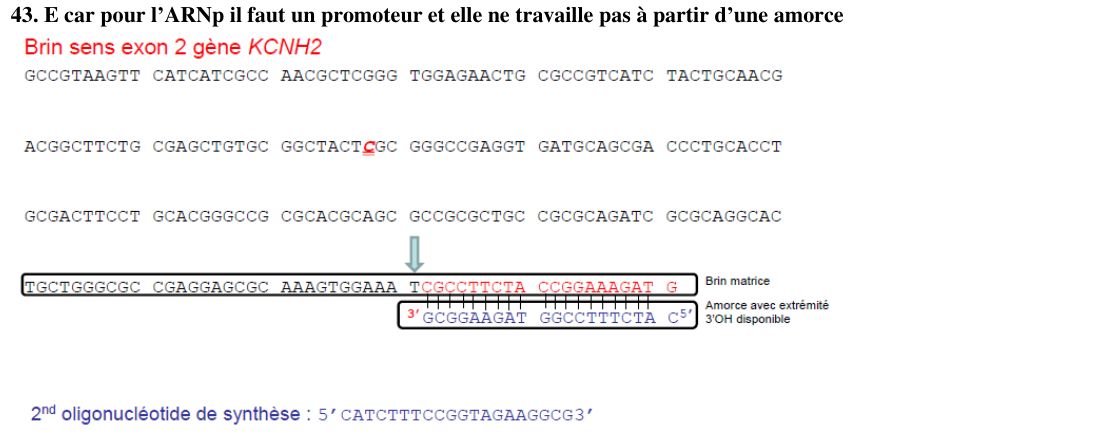 43. E car pour l’ARNp il faut un promoteur et elle ne travaille pas à partir d’une amorce
Brin sens exon 2 gène KCNH2
GCCGTAAGTT CATCATCGCC AACGCTCGGG TGGAGAACTG CGCCGTCATC TACTGCAACG
ACGGCTTCTG CGAGCTGTGC GGCTACTCGC GGGCCGAGGT GATGCAGCGA CCCTGCACCT
GCGACTTCCT GCACGGGCCG CGCACGCAGC GCCGCGCTGC CGCGCAGATC GCGCAGGCAC
TGCTGGGCGC CGAGGAGCGC AAAGTGGAAA TCGCCTTCTA CCGGAAAGAT G Brin matrice
3’ GCGGAAGAT GGCCTTTCTA C5’ Amorce avec extrémité
3'OH disponible
2nd oligonucléotide de synthèse : 5’CATCTTTCCGGTAGAAGGCG3’